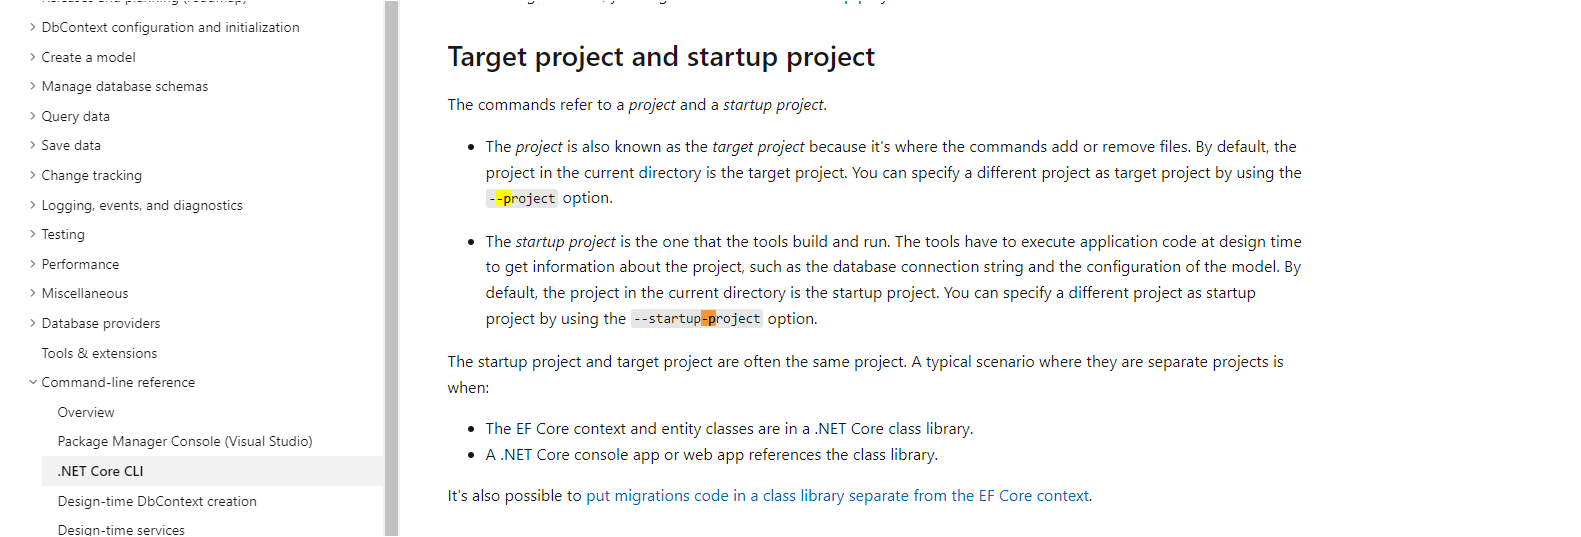 DbContext configuration and initialization
Create a model
Manage database schemas
Query data
Save data
Change tracking
Logging, events, and diagnostics
Testing
Performance
Miscellaneous
Database providers
Tools & extensions
Command-line reference
Overview
Package Manager Console (Visual Studio)
.NET Core CLI
Design-time DbContext creation
Design-time services
Target project and startup project
The commands refer to a project and a startup project.
The project is also known as the target project because it's where the commands add or remove files. By default, the
project in the current directory is the target project. You can specify a different project as target project by using the
--project option.
The startup project is the one that the tools build and run. The tools have to execute application code at design time
to get information about the project, such as the database connection string and the configuration of the model. By
default, the project in the current directory is the startup project. You can specify a different project as startup
project by using the --startup-project option.
The startup project and target project are often the same project. A typical scenario where they are separate projects is
when:
The EF Core context and entity classes are in a .NET Core class library.
A .NET Core console app or web app references the class library.
It's also possible to put migrations code in a class library separate from the EF Core context.